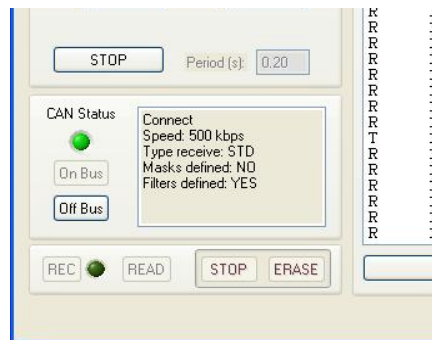 STOP
Period (s):
0.20
CAN Status
Connect
Speed: 500 kbps
Type receive: STD
Masks defined: NO
Filters defined: YES
On Bus
Off Bus
REC
READ
STOP
ERASE
R
R
R
R
R
R
R
R
T
R
R
R
R
R
R